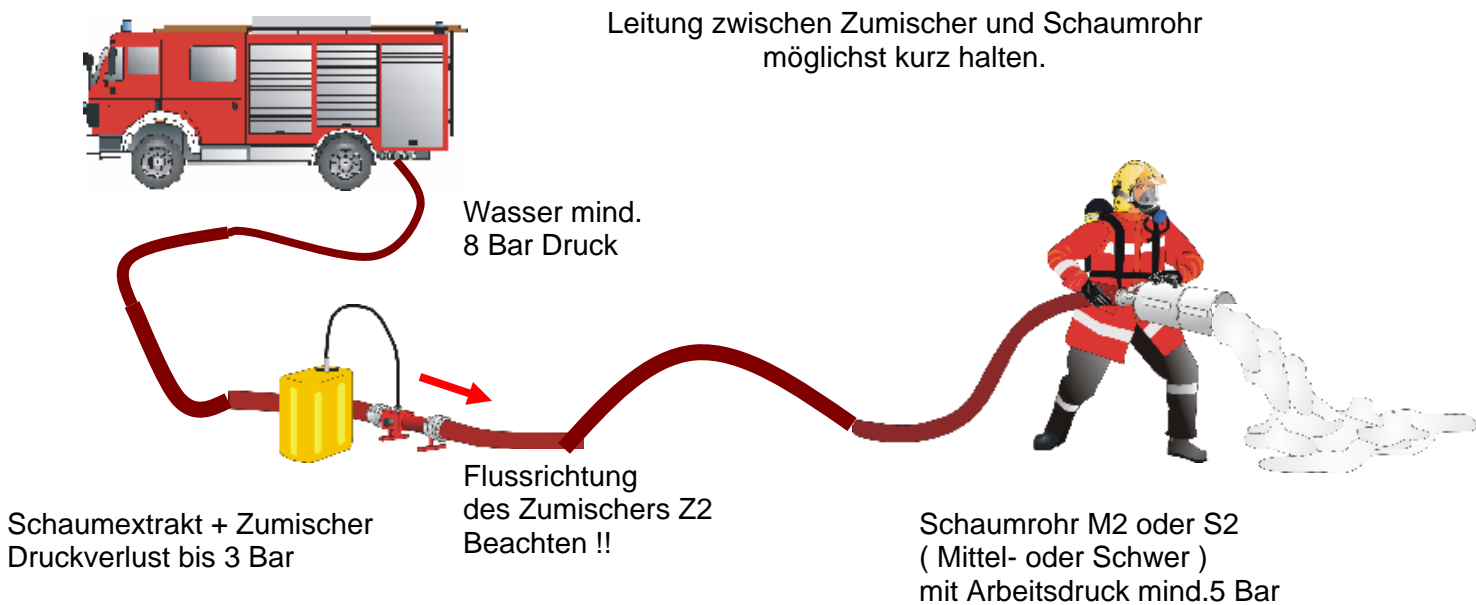 Leitung zwischen Zumischer und Schaumrohr
möglichst kurz halten.
Wasser mind.
8 Bar Druck
Flussrichtung
des Zumischers Z2
Beachten !!
Schaumextrakt + Zumischer
Druckverlust bis 3 Bar
Schaumrohr M2 oder S2
( Mittel- oder Schwer )
mit Arbeitsdruck mind.5 Bar